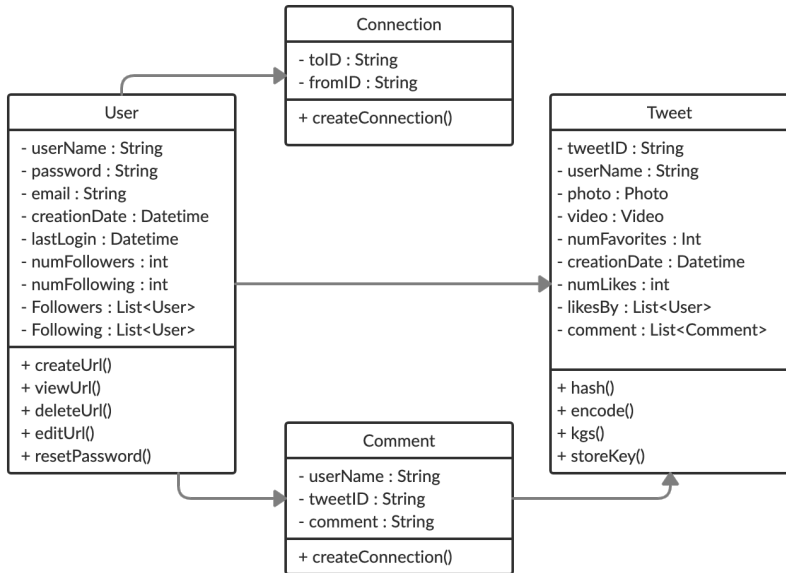 Connection
- toID : String
- fromID : String
+ createConnection()
User
- userName : String
- password : String
- email : String
- creationDate : Datetime
- lastLogin : Datetime
- numFollowers : int
- numFollowing : int
- Followers : List<User>
- Following : List<User>
+ createUrl()
+ viewUrl()
+ deleteUrl()
+ editUrl()
+ resetPassword()
Tweet
- tweetID : String
- userName : String
- photo : Photo
- video : Video
- numFavorites : Int
- creationDate : Datetime
- numLikes : int
- likesBy : List<User>
- comment : List<Comment>
+ hash()
+ encode()
+ kgs()
+ storeKey()
Comment
- userName : String
- tweetID : String
- comment : String
+ createConnection()